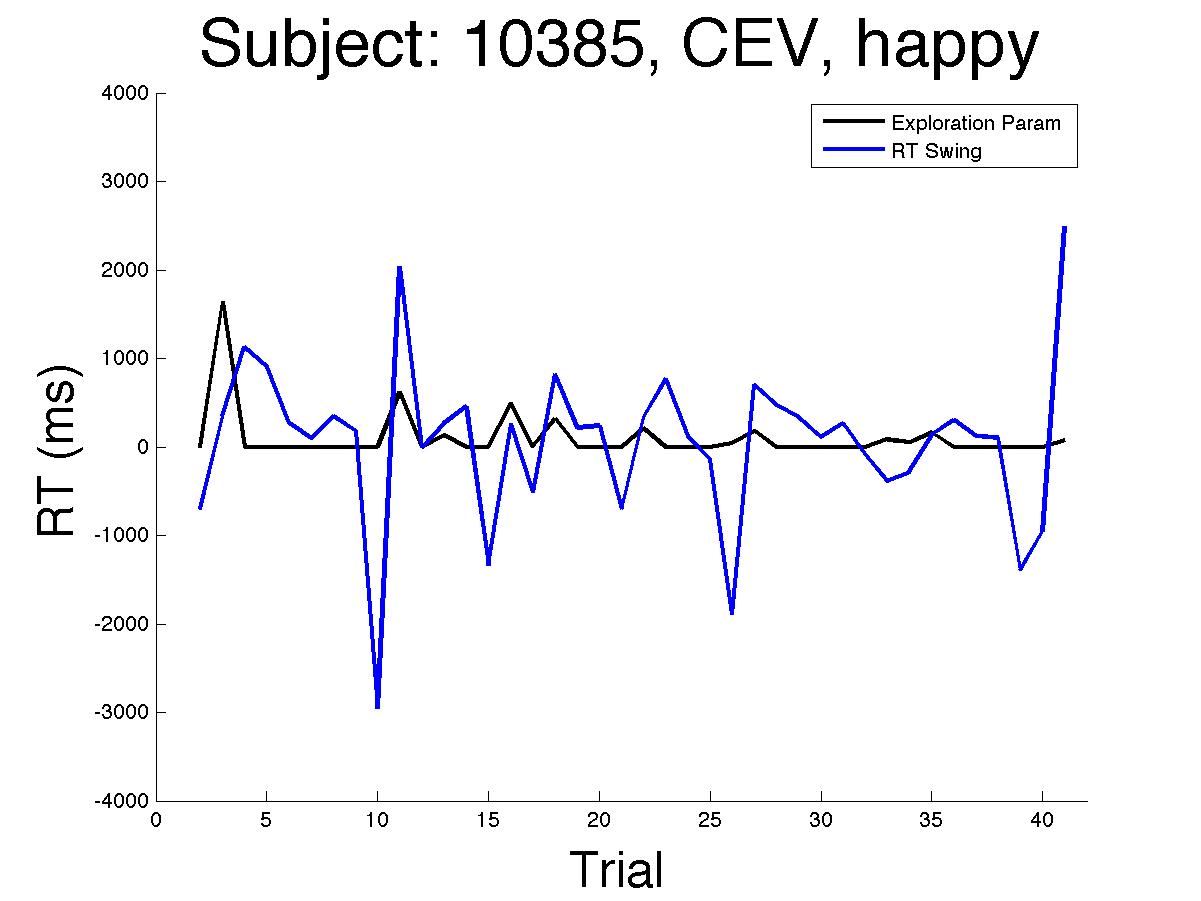 Subject: 10385, CEV, happy
4000
3000
2000
1000
0
-1000
-2000
-3000
-4000
RT (ms)
Exploration Param
RT Swing
0 5 10 15 20 25 30 35 40
Trial